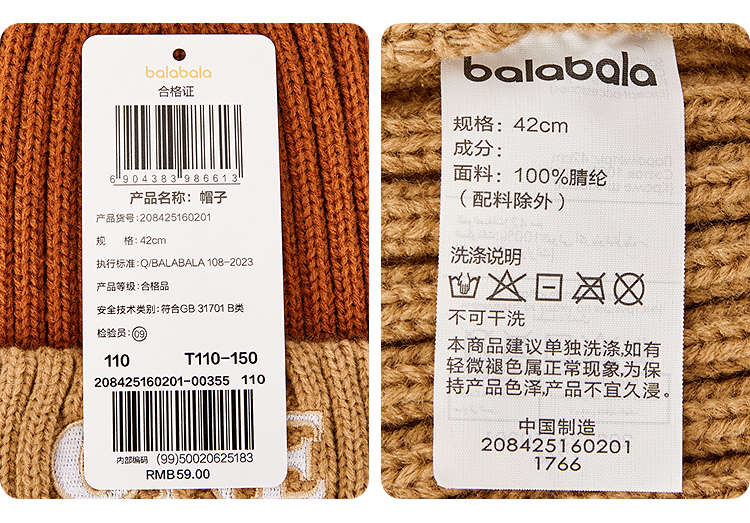 balabala
合格证
6 904383 986613
产品名称：帽子
产品货号：208425160201
规 格：42cm
执行标准：Q/BALABALA 108-2023
产品等级：合格品
安全技术类别：符合GB 31701 B类
检验员：09
110 T110-150
208425160201-00355 110
内部编码 (99)50020625183
RMB59.00
balabala
规格：42cm
成分：
面料：100%腈纶
（配料除外）
洗涤说明
不可干洗
本商品建议单独洗涤，如有
轻微褪色属正常现象，为保
持产品色泽，产品不宜久浸。
中国制造
208425160201
1766